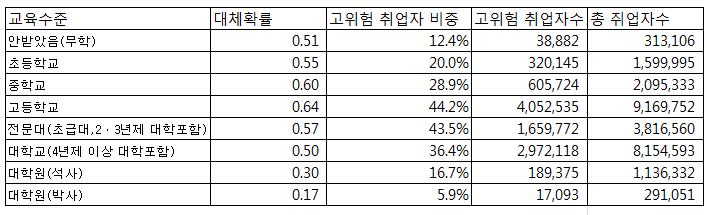 교육수준 대체확률 고위험 취업자 비중 고위험 취업자수 총 취업자수
안받았음(무학) 0.51 12.4% 38,882 313,106
초등학교 0.55 20.0% 320,145 1,599,995
중학교 0.60 28.9% 605,724 2,095,333
고등학교 0.64 44.2% 4,052,535 9,169,752
전문대(초급대,2·3년제 대학포함) 0.57 43.5% 1,659,772 3,816,560
대학교(4년제 이상 대학포함) 0.50 36.4% 2,972,118 8,154,593
대학원(석사) 0.30 16.7% 189,375 1,136,332
대학원(박사) 0.17 5.9% 17,093 291,051